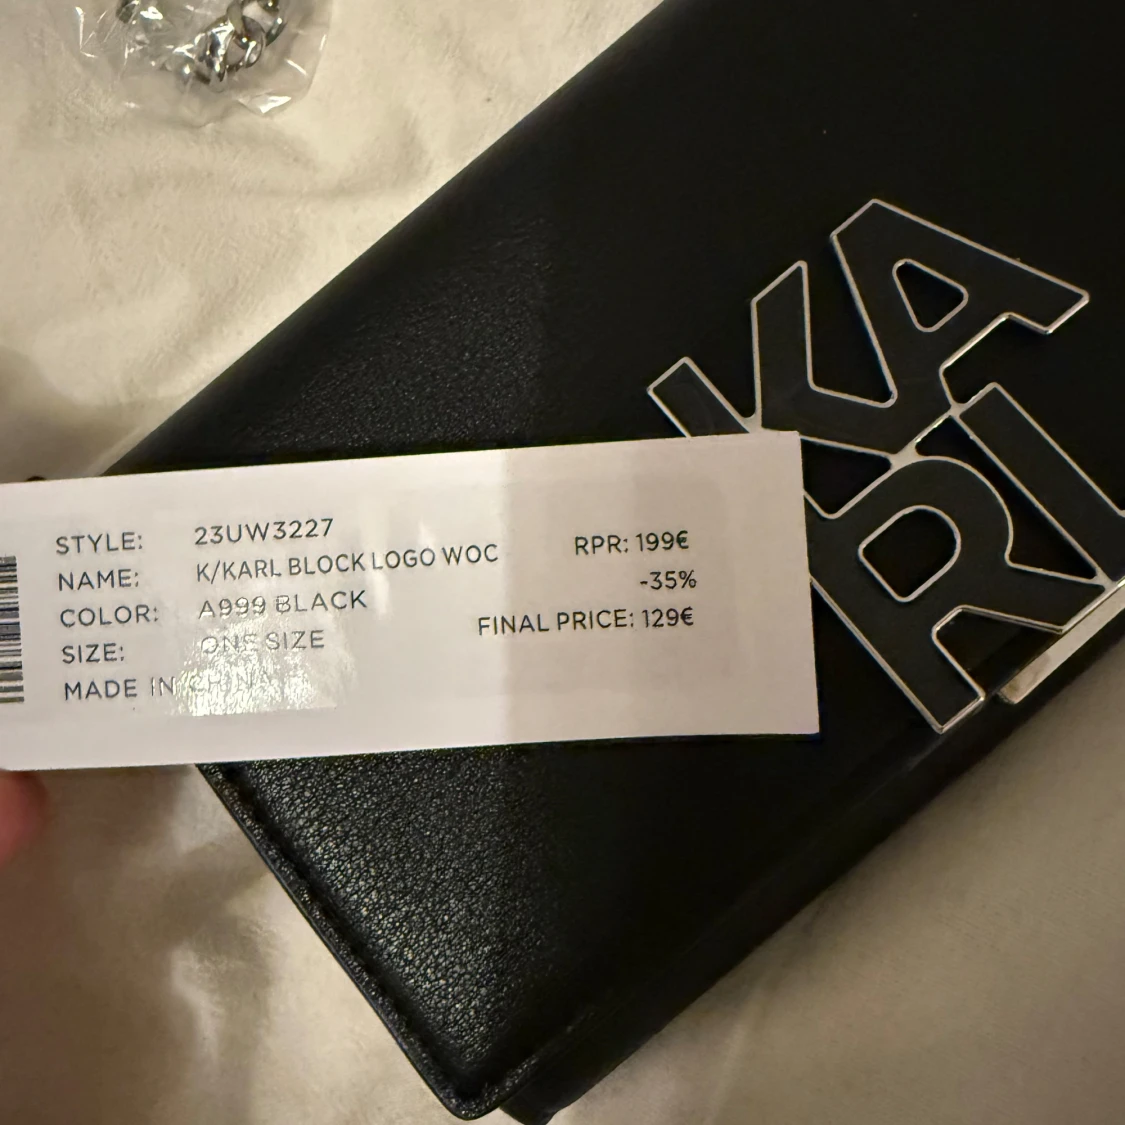 KA
RL
STYLE: 23UW3227
NAME: K/KARL BLOCK LOGO WOC
COLOR: A999 BLACK
SIZE: ONE SIZE
MADE IN CHINA
RPR: 199€
-35%
FINAL PRICE: 129€